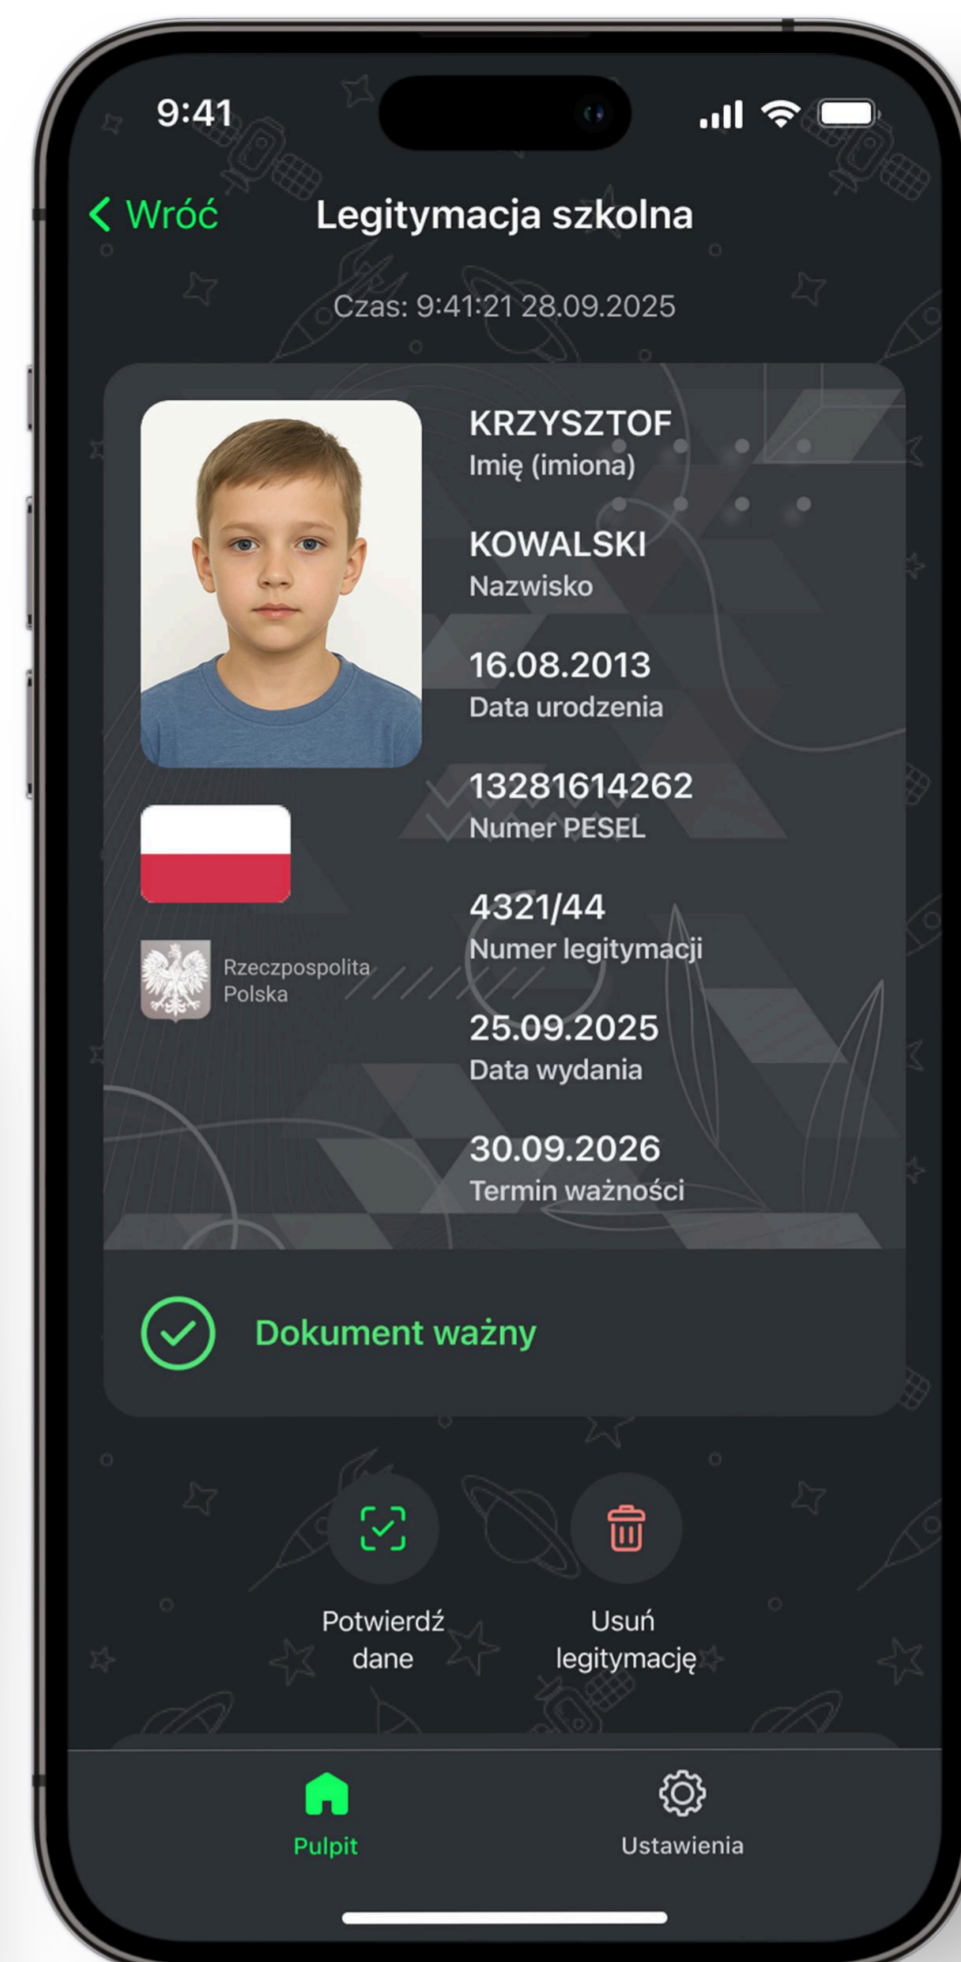 9:41
Wróć
Legitymacja szkolna
Czas: 9:41:21 28.09.2025
KRZYSZTOF
Imię (imiona)
KOWALSKI
Nazwisko
16.08.2013
Data urodzenia
13281614262
Numer PESEL
4321/44
Numer legitymacji
25.09.2025
Data wydania
30.09.2026
Termin ważności
Rzeczpospolita
Polska
Dokument ważny
Potwierdź
dane
Usuń
legitymację
Pulpit
Ustawienia